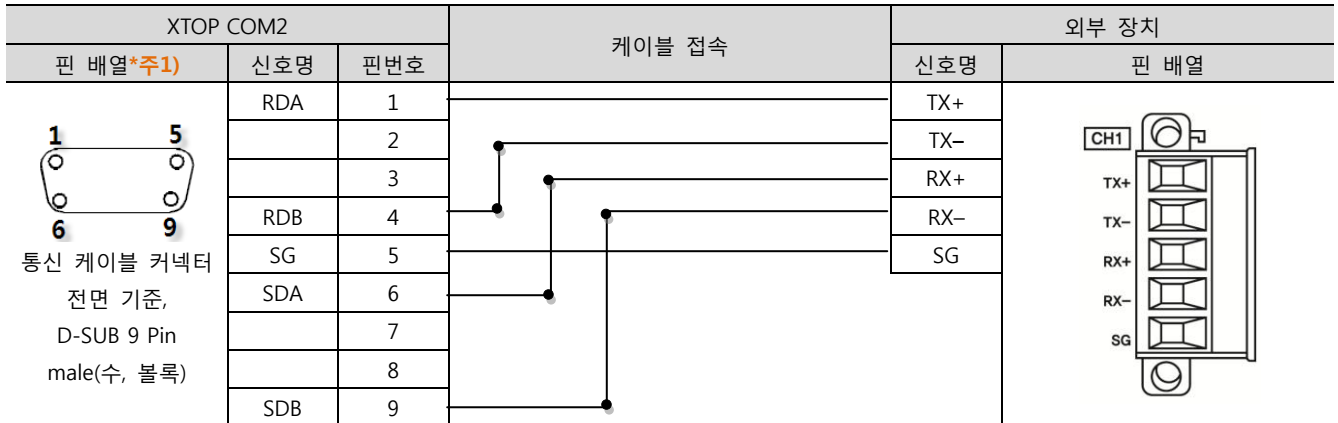 XTOP COM2 케이블 접속 외부 장치
핀 배열*주1) 신호명 핀번호 신호명 핀 배열
RDA 1 TX+
2 TX–
3 RX+
RDB 4 RX–
SG 5 SG
SDA 6
7
8
SDB 9
1 5
6 9
통신 케이블 커넥터
전면 기준,
D-SUB 9 Pin
male(수, 볼록)
CH1
TX+
TX–
RX+
RX–
SG